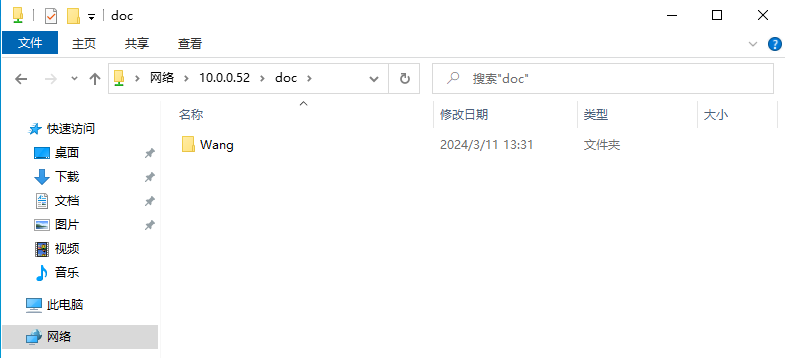 doc
文件 主页 共享 查看
网络 10.0.0.52 doc 搜索"doc"
名称 修改日期 类型 大小
Wang 2024/3/11 13:31 文件夹
快速访问
桌面
下载
文档
图片
视频
音乐
此电脑
网络